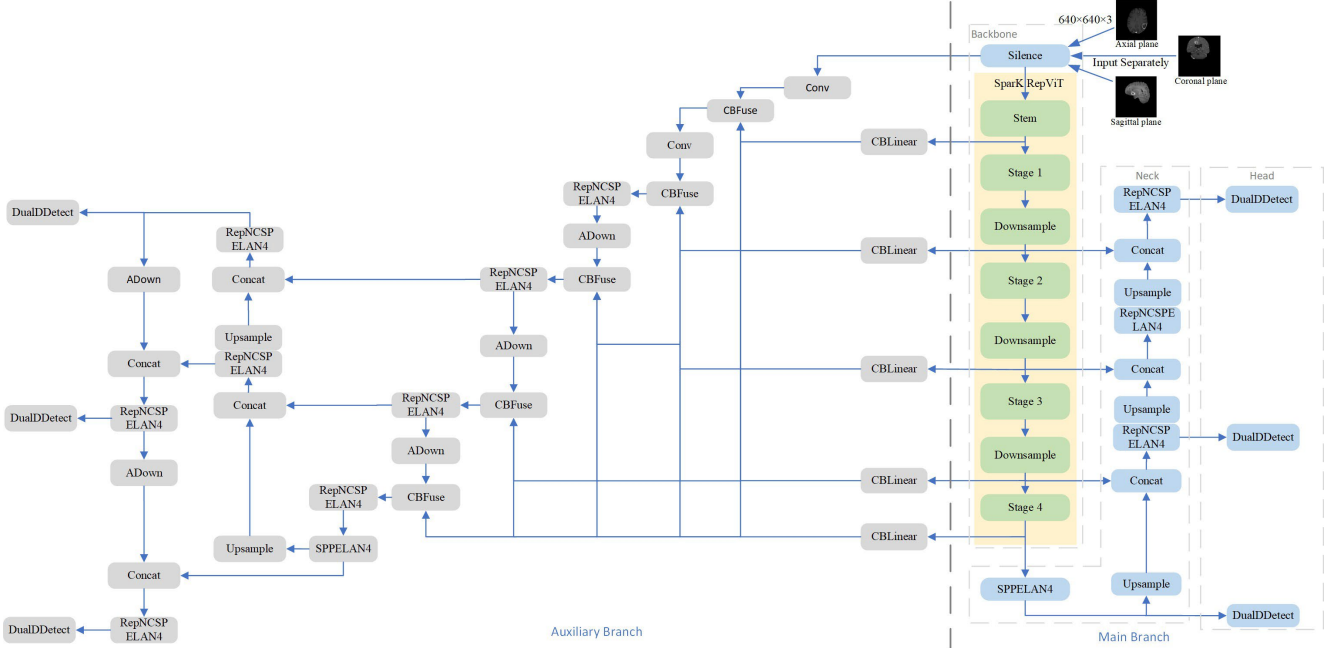 640×640×3
Axial plane
Backbone
Silence
Input Separately
Coronal plane
Sagittal plane
SparK RepViT
Conv
CBFuse
Stem
Conv
CBLinear
Stage 1
Neck
Head
RepNCSP
ELAN4
CBFuse
RepNCSP
ELAN4
DualDDetect
DualDDetect
RepNCSP
ELAN4
ADown
Downsample
CBLinear
Concat
ADown
Concat
RepNCSP
ELAN4
CBFuse
Stage 2
Upsample
RepNCSPE
LAN4
Upsample
ADown
Downsample
Concat
RepNCSP
ELAN4
CBLinear
Concat
Stage 3
Upsample
DualDDetect
RepNCSP
ELAN4
Concat
RepNCSP
ELAN4
CBFuse
RepNCSP
ELAN4
DualDDetect
ADown
ADown
Downsample
CBLinear
Concat
RepNCSP
ELAN4
CBFuse
Stage 4
CBLinear
Upsample
SPPELAN4
Concat
SPPELAN4
Upsample
DualDDetect
RepNCSP
ELAN4
DualDDetect
Auxiliary Branch
Main Branch